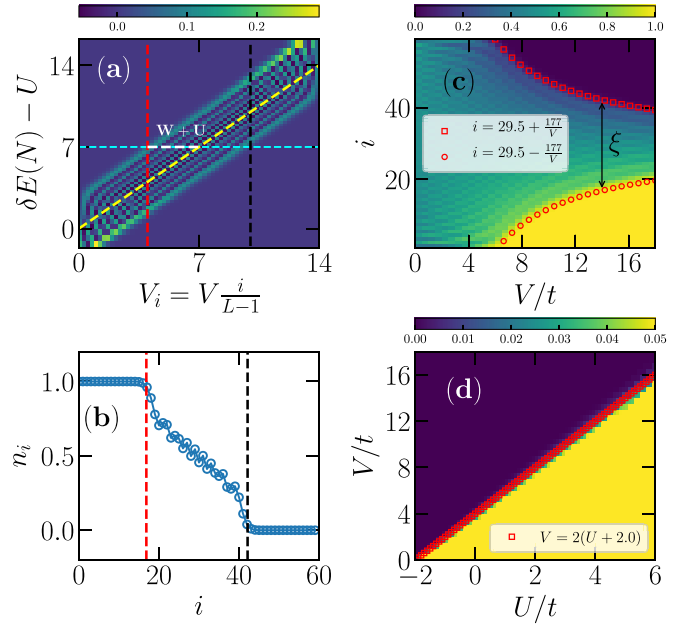 0.0 0.2
(a)
δE(N) − U
14
7
0
W + U
0 7 14
V_i = V i/(L−1)
0.0 0.2 0.4 0.6 0.8 1.0
(c)
i
40
20
i = 29.5 + 177/V
i = 29.5 − 177/V
ξ
0 4 8 12 16
V/t
(b)
n_i
1.0
0.5
0.0
0 20 40 60
i
0.00 0.01 0.02 0.03 0.04 0.05
(d)
V/t
16
12
8
4
0
V = 2(U + 2.0)
−2 0 2 4 6
U/t